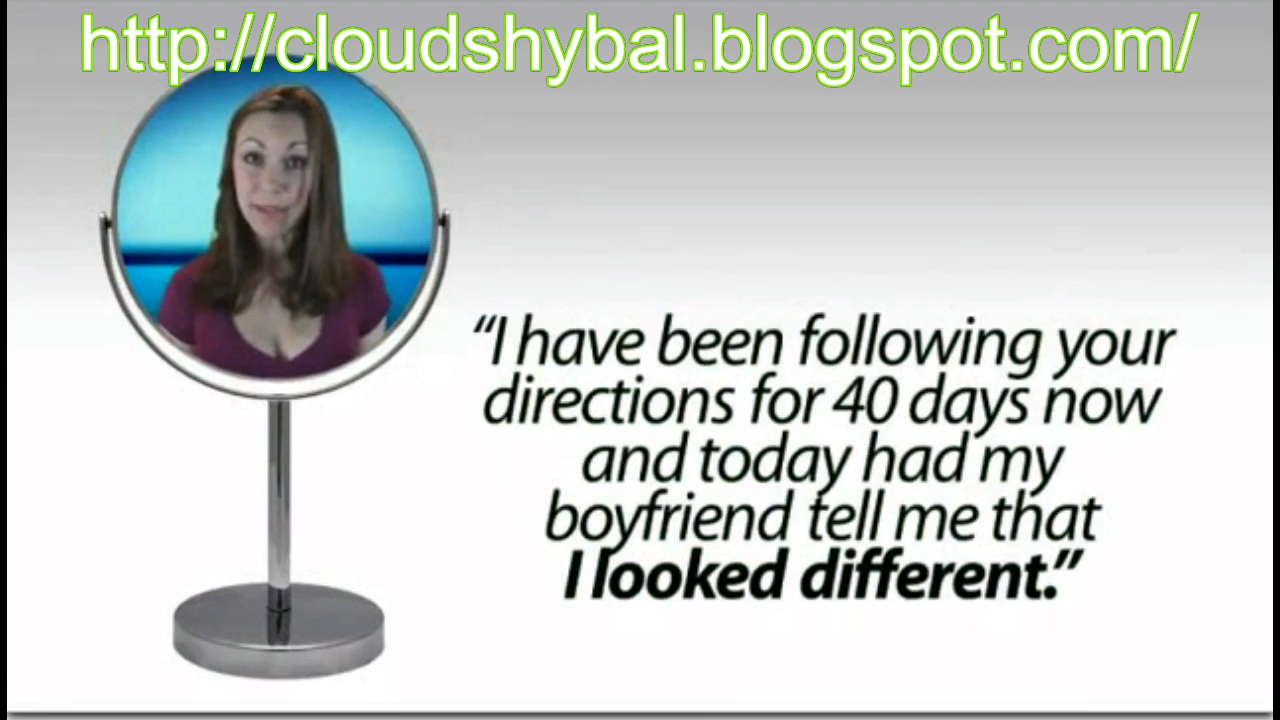 http://cloudshybal.blogspot.com/
“I have been following your
directions for 40 days now
and today had my
boyfriend tell me that
I looked different.”